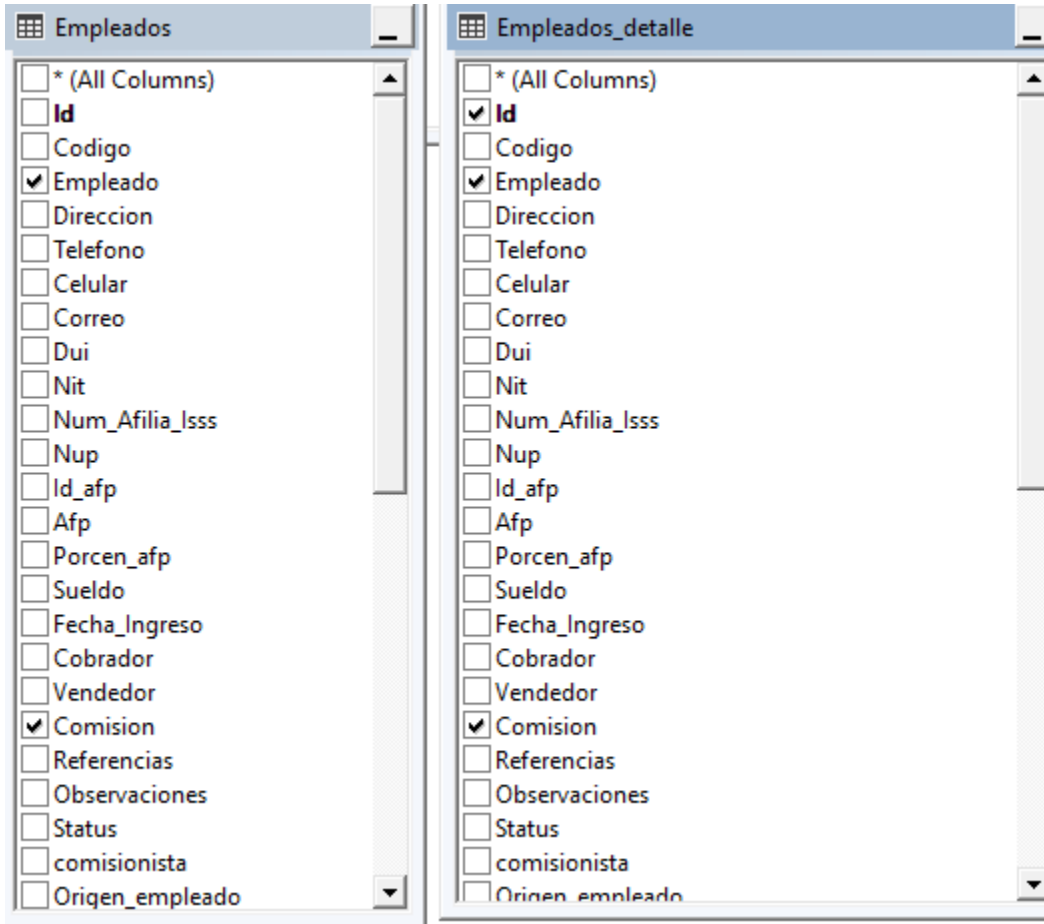 Empleados
* (All Columns)
Id
Codigo
Empleado
Direccion
Telefono
Celular
Correo
Dui
Nit
Num_Afilia_Isss
Nup
Id_afp
Afp
Porcen_afp
Sueldo
Fecha_Ingreso
Cobrador
Vendedor
Comision
Referencias
Observaciones
Status
comisionista
Origen_empleado
Empleados_detalle
* (All Columns)
Id
Codigo
Empleado
Direccion
Telefono
Celular
Correo
Dui
Nit
Num_Afilia_Isss
Nup
Id_afp
Afp
Porcen_afp
Sueldo
Fecha_Ingreso
Cobrador
Vendedor
Comision
Referencias
Observaciones
Status
comisionista
Origen_empleado